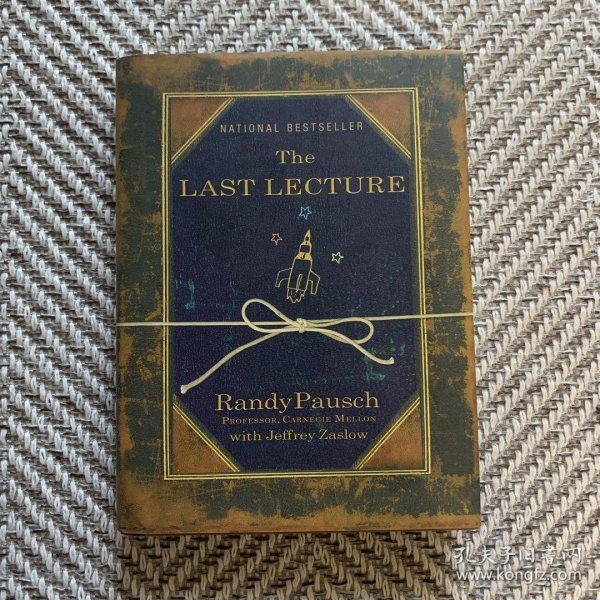 NATIONAL BESTSELLER
The
LAST LECTURE
Randy Pausch
PROFESSOR, CARNEGIE MELLON
with Jeffrey Zaslow
孔夫子旧书网
www.kongfz.com